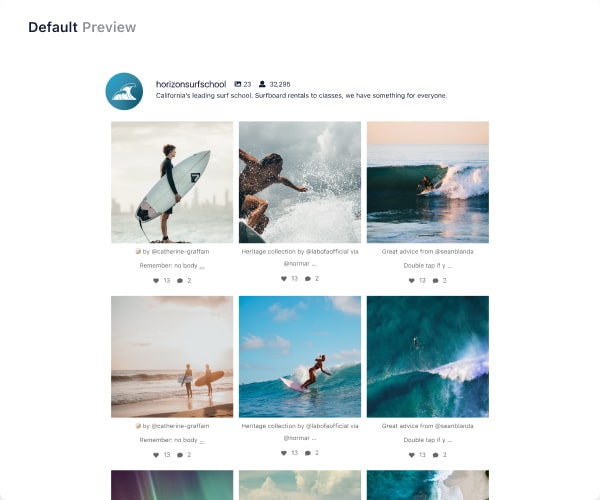 Default Preview
horizonsurfschool 23 32,295
California's leading surf school. Surfboard rentals to classes, we have something for everyone.
by @catherine-graffam
Remember: no body ...
13 2
Heritage collection by @labofaofficial via
@normar ...
13 2
Great advice from @seanblanda
Double tap if y ...
13 2
by @catherine-graffam
Remember: no body ...
13 2
Heritage collection by @labofaofficial via
@normar ...
13 2
Great advice from @seanblanda
Double tap if y ...
13 2